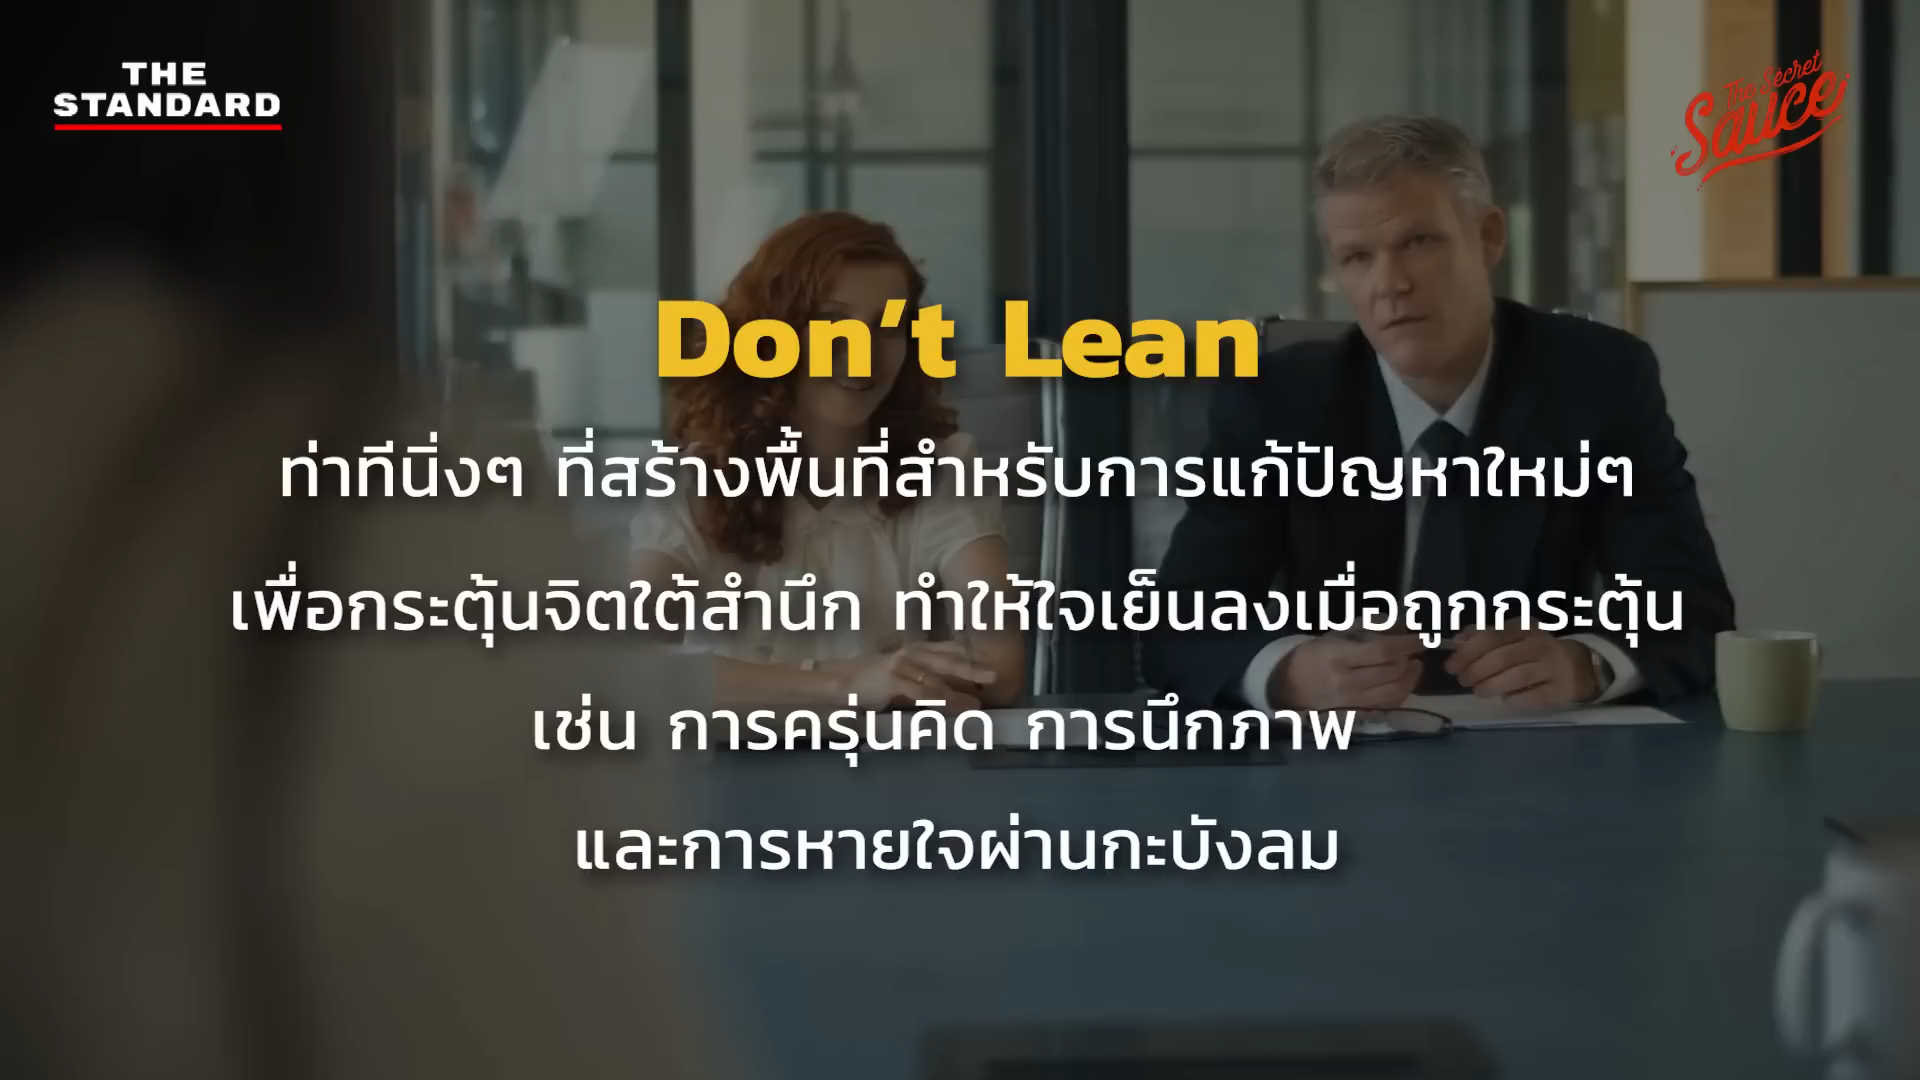 THE
STANDARD
The Secret
Sauce
Don’t Lean
ท่าทีนิ่งๆ ที่สร้างพื้นที่สำหรับการแก้ปัญหาใหม่ๆ
เพื่อกระตุ้นจิตใต้สำนึก ทำให้ใจเย็นลงเมื่อถูกกระตุ้น
เช่น การครุ่นคิด การนึกภาพ
และการหายใจผ่านกะบังลม